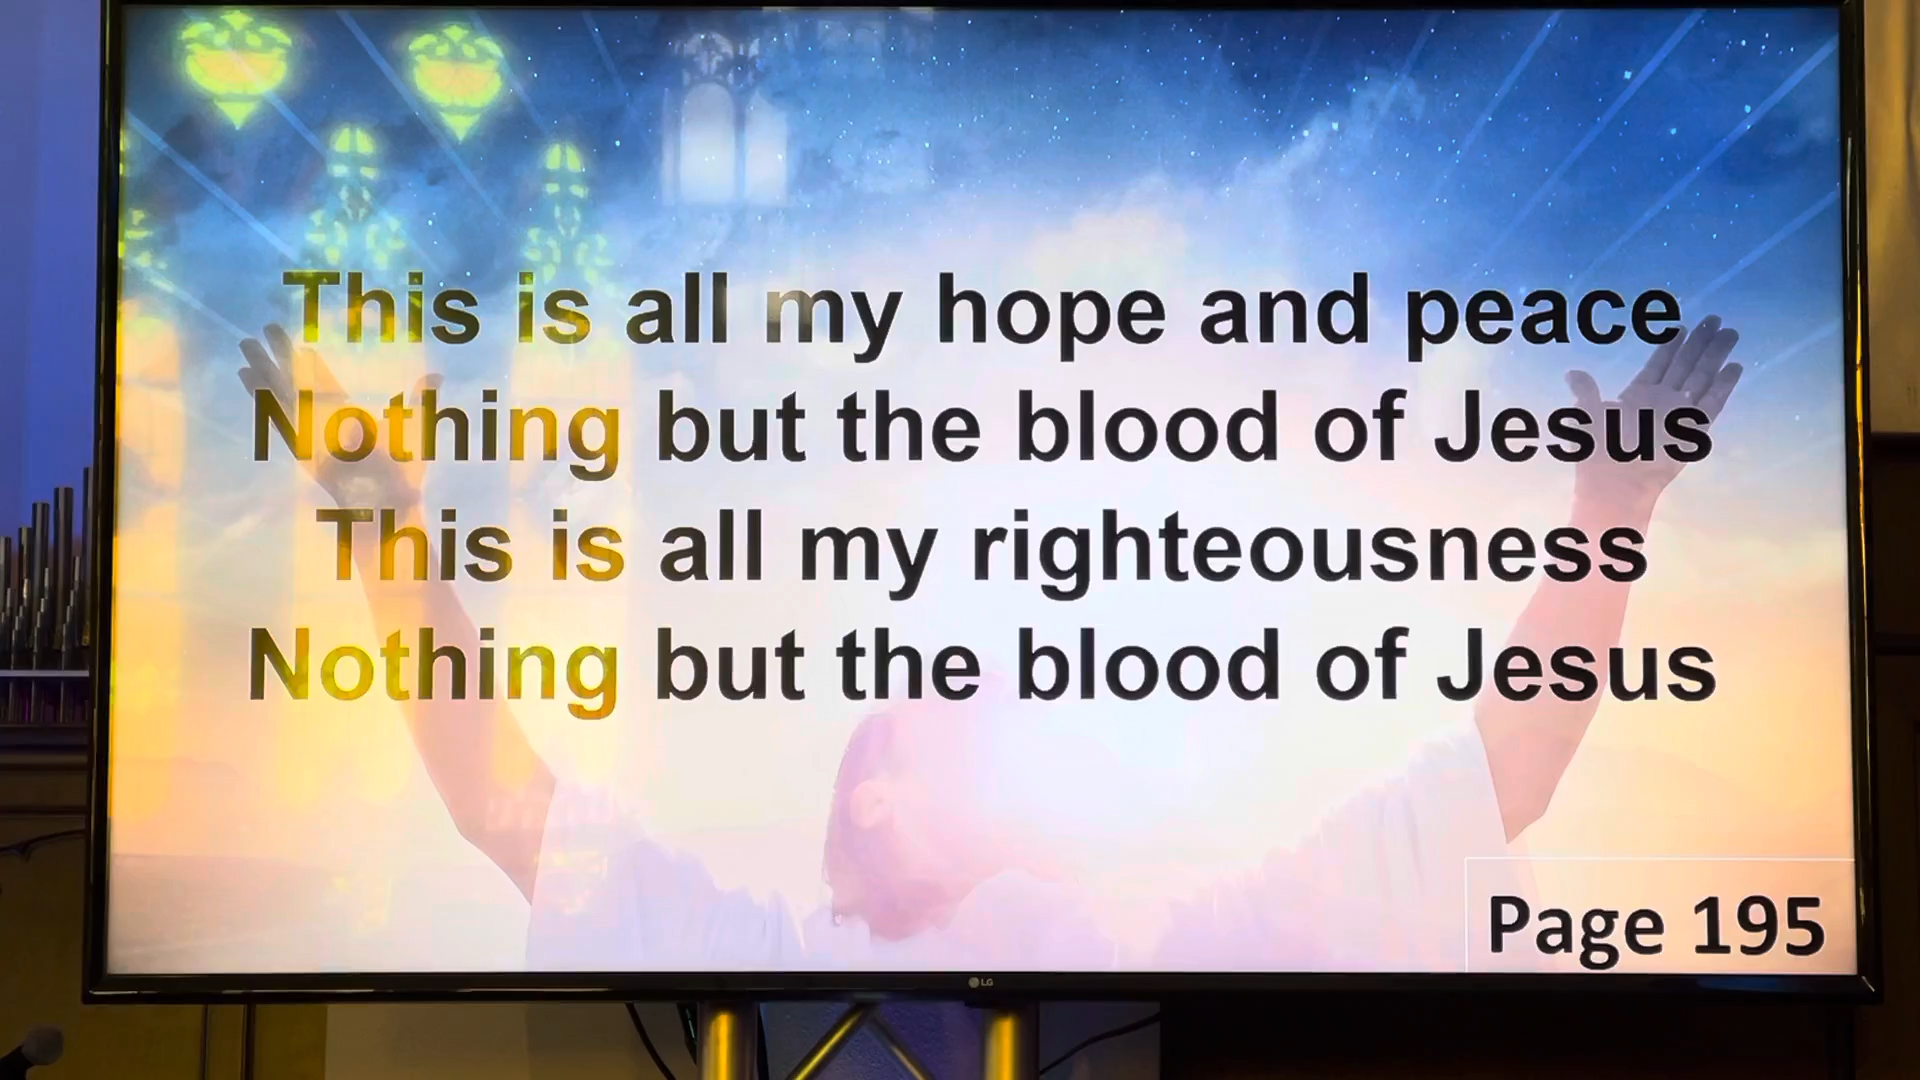 This is all my hope and peace
Nothing but the blood of Jesus
This is all my righteousness
Nothing but the blood of Jesus
Page 195
LG